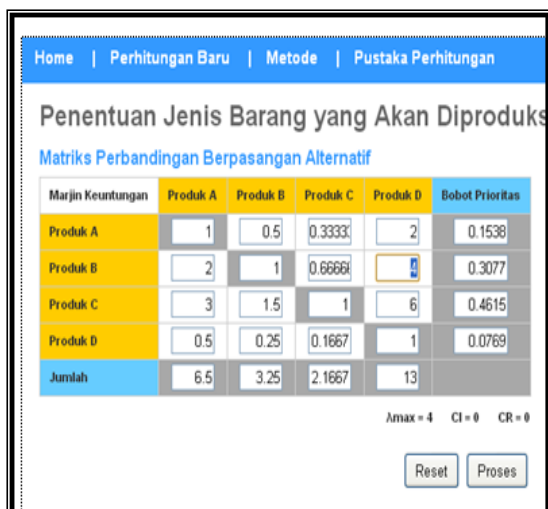 Home | Perhitungan Baru | Metode | Pustaka Perhitungan
Penentuan Jenis Barang yang Akan Diproduks
Matriks Perbandingan Berpasangan Alternatif
Marjin Keuntungan Produk A Produk B Produk C Produk D Bobot Prioritas
Produk A 1 0.5 0.3333 2 0.1538
Produk B 2 1 0.6666 4 0.3077
Produk C 3 1.5 1 6 0.4615
Produk D 0.5 0.25 0.1667 1 0.0769
Jumlah 6.5 3.25 2.1667 13
λmax = 4 CI = 0 CR = 0
Reset Proses